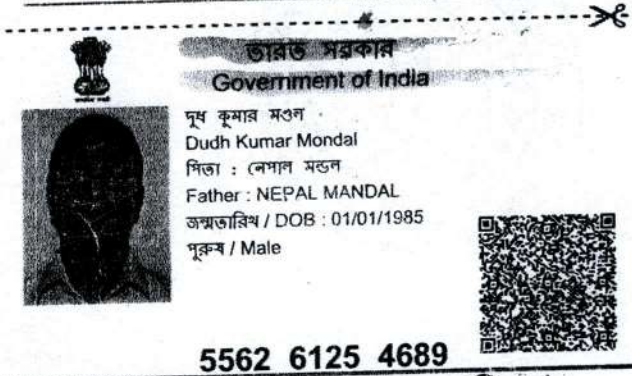 ভারত সরকার
Government of India
দুধ কুমার মণ্ডল
Dudh Kumar Mondal
পিতা : নেপাল মন্ডল
Father : NEPAL MANDAL
জন্মতারিখ / DOB : 01/01/1985
পুরুষ / Male
5562 6125 4689